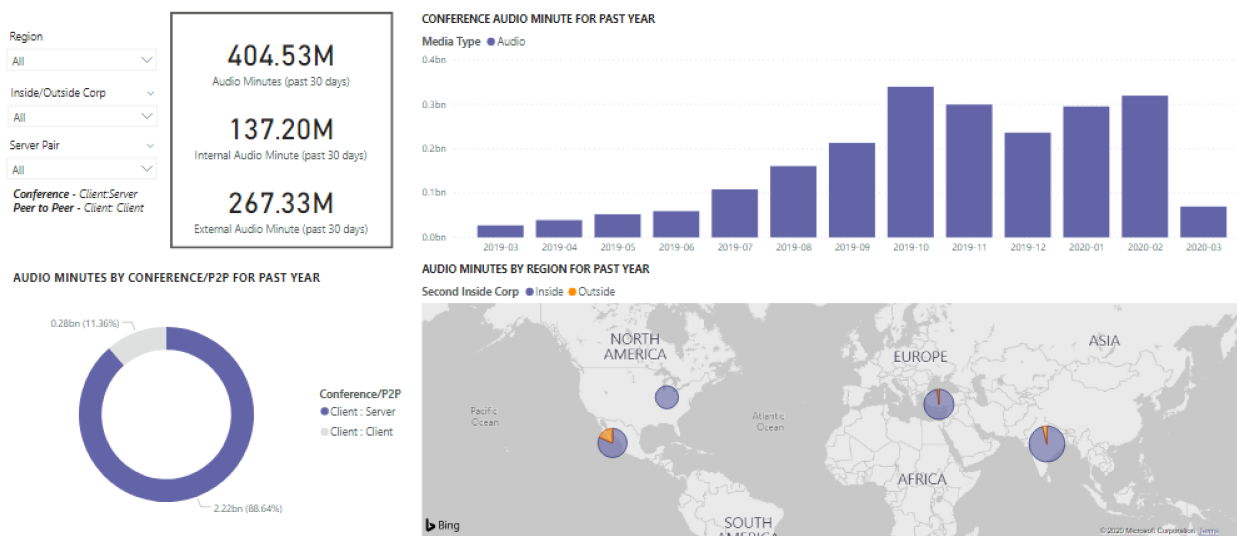 Region
All
Inside/Outside Corp
All
Server Pair
All
Conference - Client:Server
Peer to Peer - Client: Client
404.53M
Audio Minutes (past 30 days)
137.20M
Internal Audio Minute (past 30 days)
267.33M
External Audio Minute (past 30 days)
CONFERENCE AUDIO MINUTE FOR PAST YEAR
Media Type Audio
0.4bn
0.3bn
0.2bn
0.1bn
0.0bn
2019-03 2019-04 2019-05 2019-06 2019-07 2019-08 2019-09 2019-10 2019-11 2019-12 2020-01 2020-02 2020-03
AUDIO MINUTES BY CONFERENCE/P2P FOR PAST YEAR
0.28bn (11.36%)
2.22bn (88.64%)
Conference/P2P
Client : Server
Client : Client
AUDIO MINUTES BY REGION FOR PAST YEAR
Second Inside Corp Inside Outside
NORTH
AMERICA
EUROPE
ASIA
Pacific
Ocean
Atlantic
Ocean
AFRICA
SOUTH
AMERICA
Bing
© 2020 Microsoft Corporation Terms